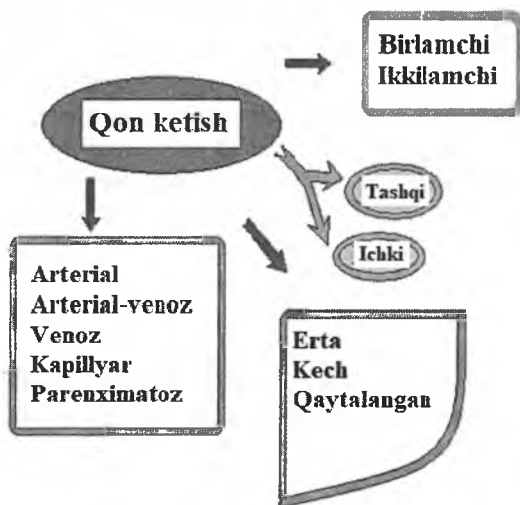 Birlamchi
Ikkilamchi
Qon ketish
Tashqi
Ichki
Arterial
Arterial-venoz
Venoz
Kapillyar
Parenximatoz
Erta
Kech
Qaytalangan